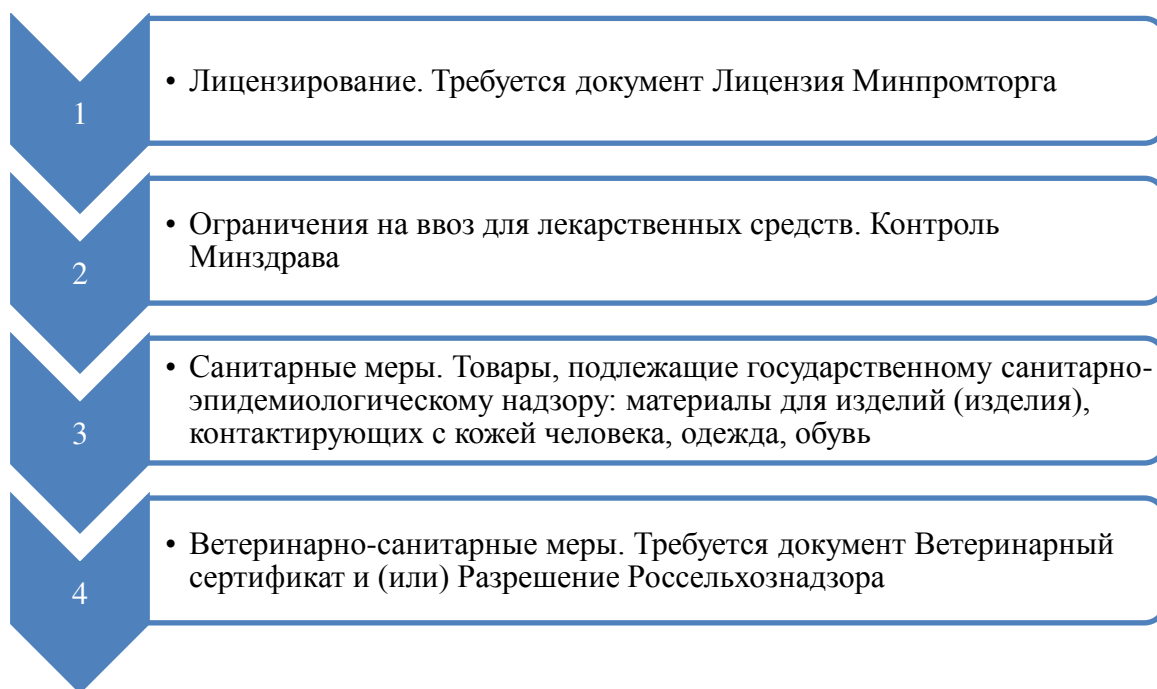 1
• Лицензирование. Требуется документ Лицензия Минпромторга
2
• Ограничения на ввоз для лекарственных средств. Контроль
Минздрава
3
• Санитарные меры. Товары, подлежащие государственному санитарно-
эпидемиологическому надзору: материалы для изделий (изделия),
контактирующих с кожей человека, одежда, обувь
4
• Ветеринарно-санитарные меры. Требуется документ Ветеринарный
сертификат и (или) Разрешение Россельхознадзора